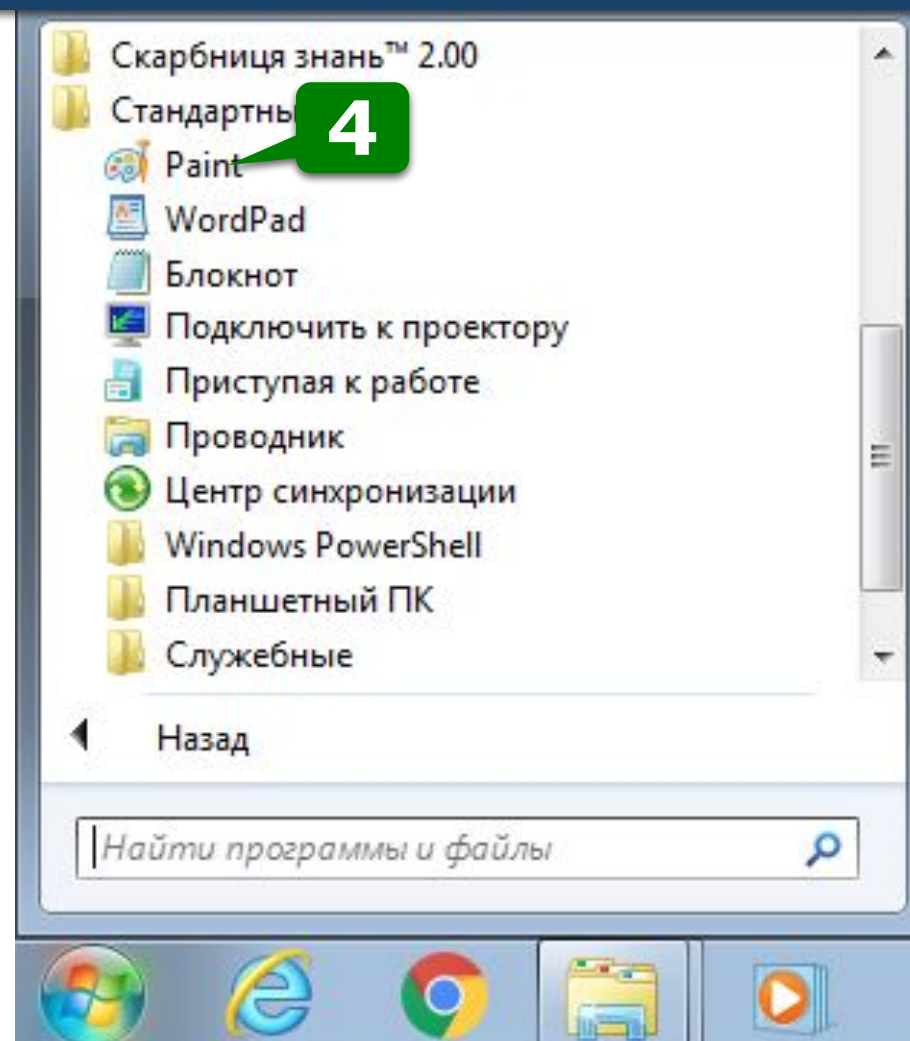 Скарбниця знань™ 2.00
Стандартны
4
Paint
WordPad
Блокнот
Подключить к проектору
Приступая к работе
Проводник
Центр синхронизации
Windows PowerShell
Планшетный ПК
Служебные
Назад
Найти программы и файлы